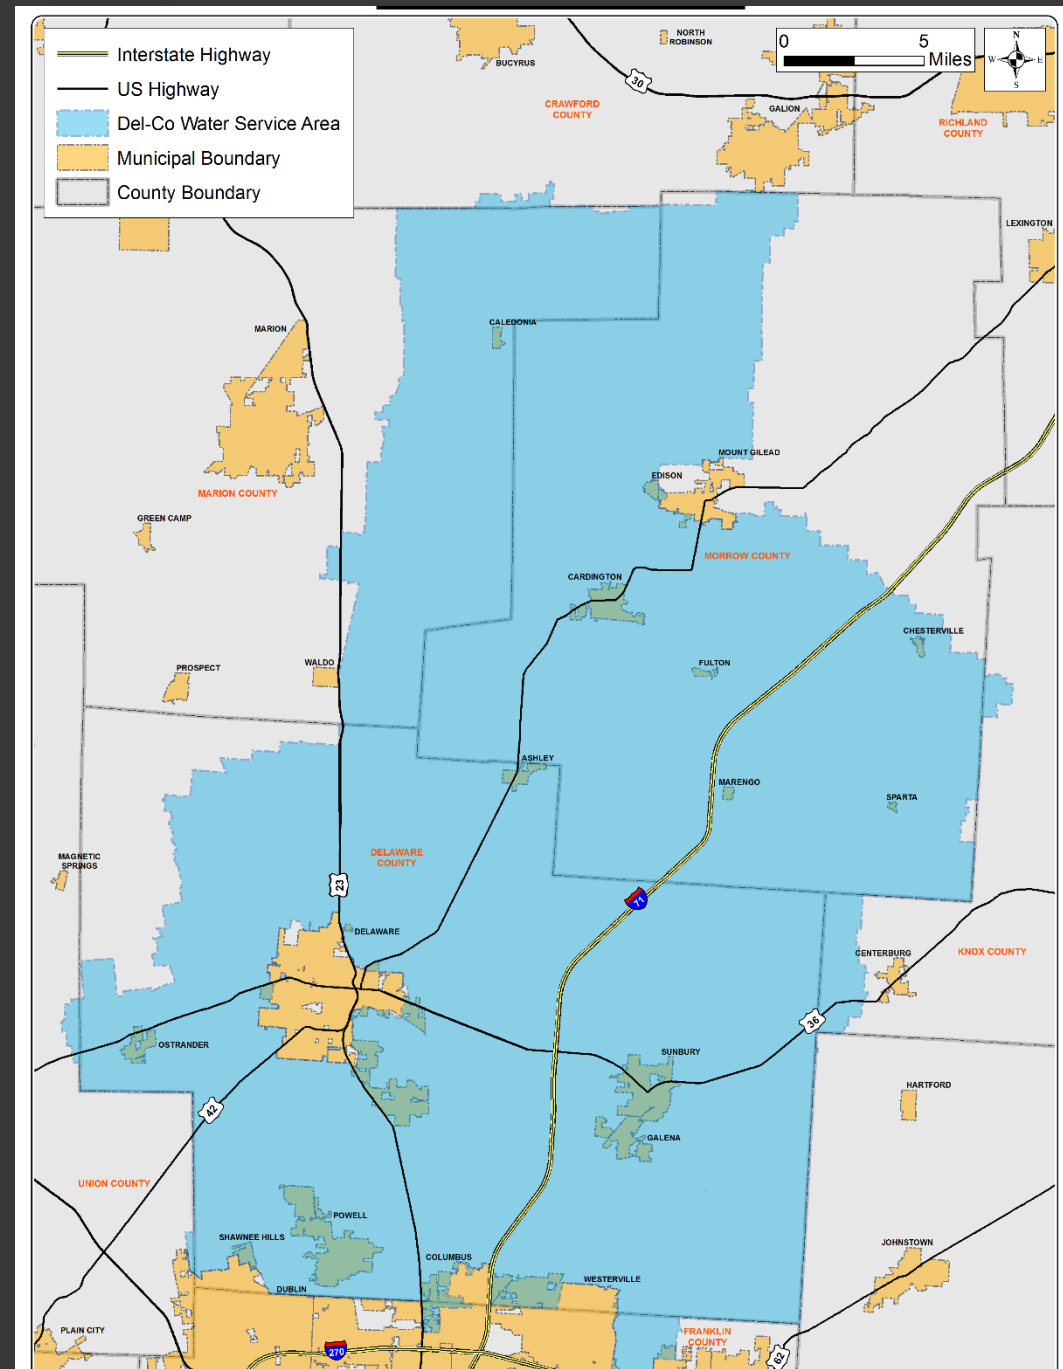 Interstate Highway
US Highway
Del-Co Water Service Area
Municipal Boundary
County Boundary
0 5
Miles
N
W E
S
NORTH
ROBINSON
BUCYRUS
30
CRAWFORD
COUNTY
GALION
RICHLAND
COUNTY
LEXINGTON
CALEDONIA
MARION
MOUNT GILEAD
EDISON
MARION COUNTY
GREEN CAMP
MORROW COUNTY
CARDINGTON
CHESTERVILLE
WALDO
FULTON
PROSPECT
ASHLEY
MARENGO
SPARTA
DELAWARE
COUNTY
MAGNETIC
SPRINGS
23
71
DELAWARE
CENTERBURG
KNOX COUNTY
36
OSTRANDER
SUNBURY
HARTFORD
42
GALENA
UNION COUNTY
POWELL
SHAWNEE HILLS
COLUMBUS
JOHNSTOWN
WESTERVILLE
DUBLIN
PLAIN CITY
FRANKLIN
COUNTY
270
62